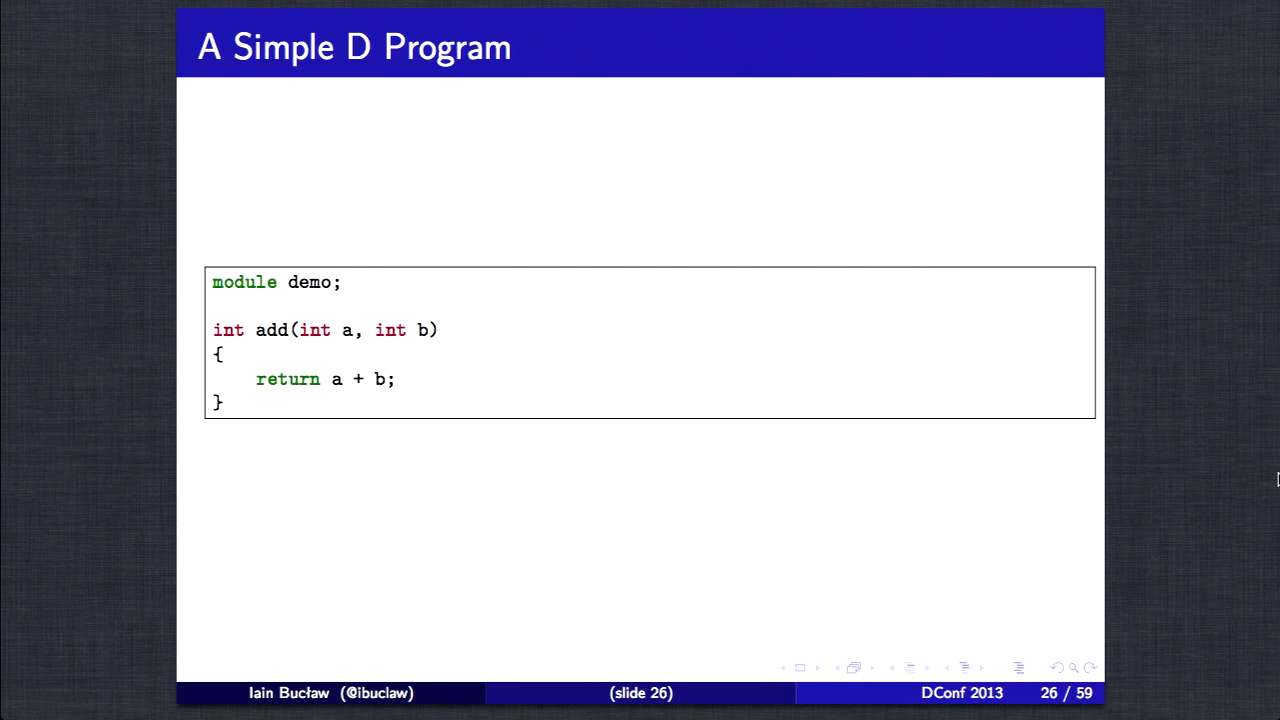 A Simple D Program
module demo;
int add(int a, int b)
{
    return a + b;
}
Iain Bucław (@ibuclaw)
(slide 26)
DConf 2013
26 / 59